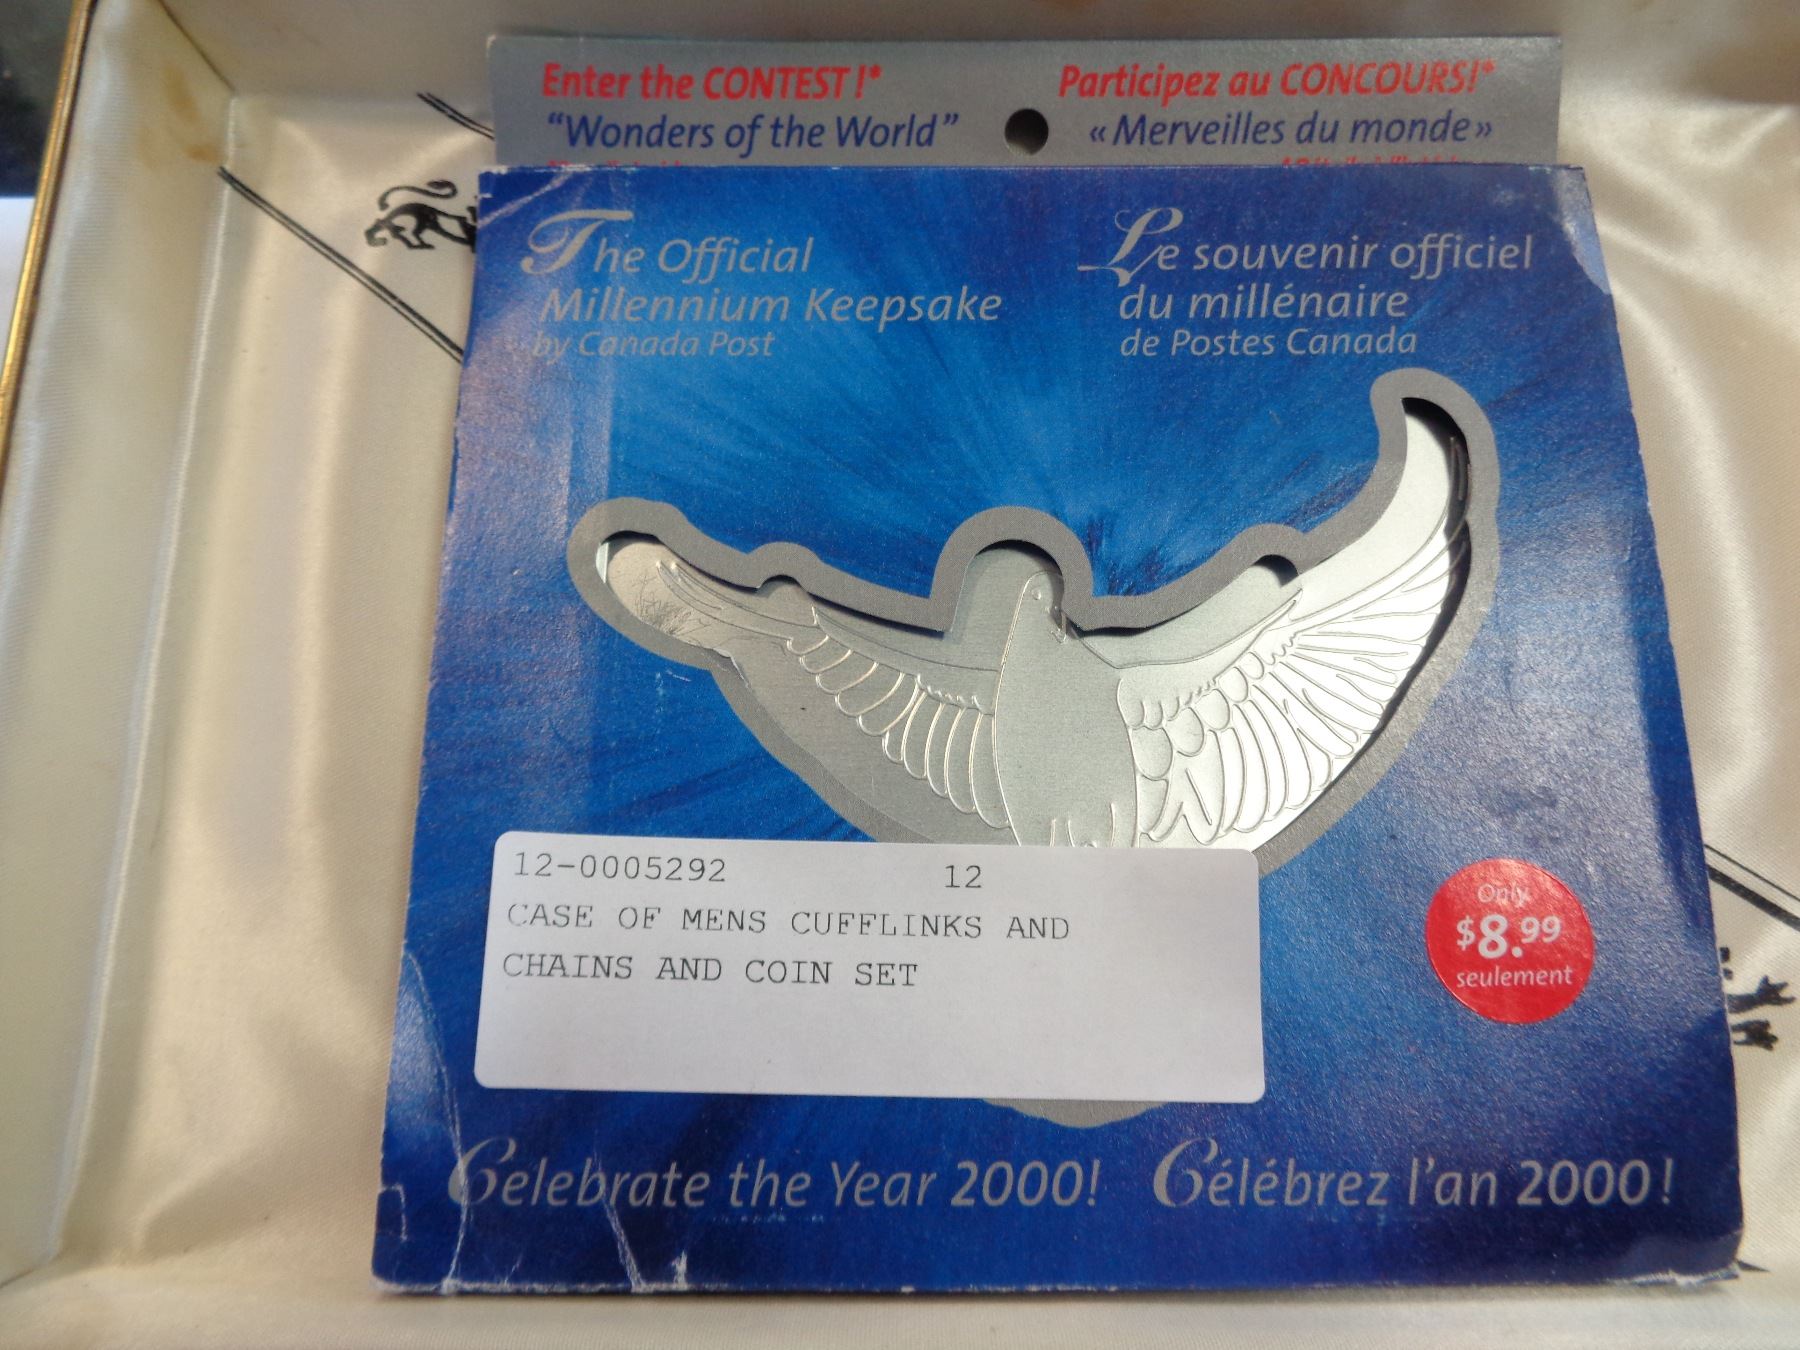 Enter the CONTEST!*
"Wonders of the World"
Participez au CONCOURS!*
« Merveilles du monde»
The Official
Millennium Keepsake
by Canada Post
Le souvenir officiel
du millénaire
de Postes Canada
12-0005292 12
CASE OF MENS CUFFLINKS AND
CHAINS AND COIN SET
Only
$8.99
seulement
Celebrate the Year 2000!
Célébrez l'an 2000!